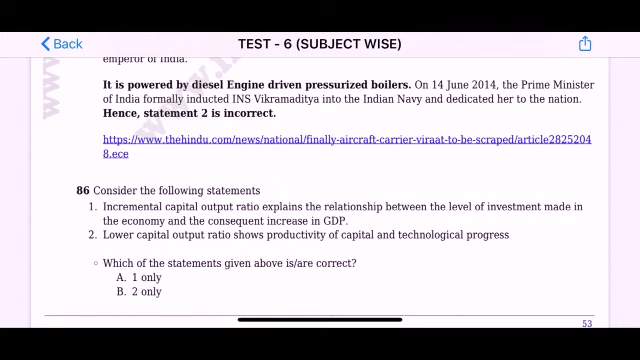 Back
TEST - 6 (SUBJECT WISE)
emperor of India.
It is powered by diesel Engine driven pressurized boilers. On 14 June 2014, the Prime Minister
of India formally inducted INS Vikramaditya into the Indian Navy and dedicated her to the nation.
Hence, statement 2 is incorrect.
https://www.thehindu.com/news/national/finally-aircraft-carrier-viraat-to-be-scraped/article2825204
8.ece
86 Consider the following statements
1. Incremental capital output ratio explains the relationship between the level of investment made in
the economy and the consequent increase in GDP.
2. Lower capital output ratio shows productivity of capital and technological progress
Which of the statements given above is/are correct?
A. 1 only
B. 2 only
53